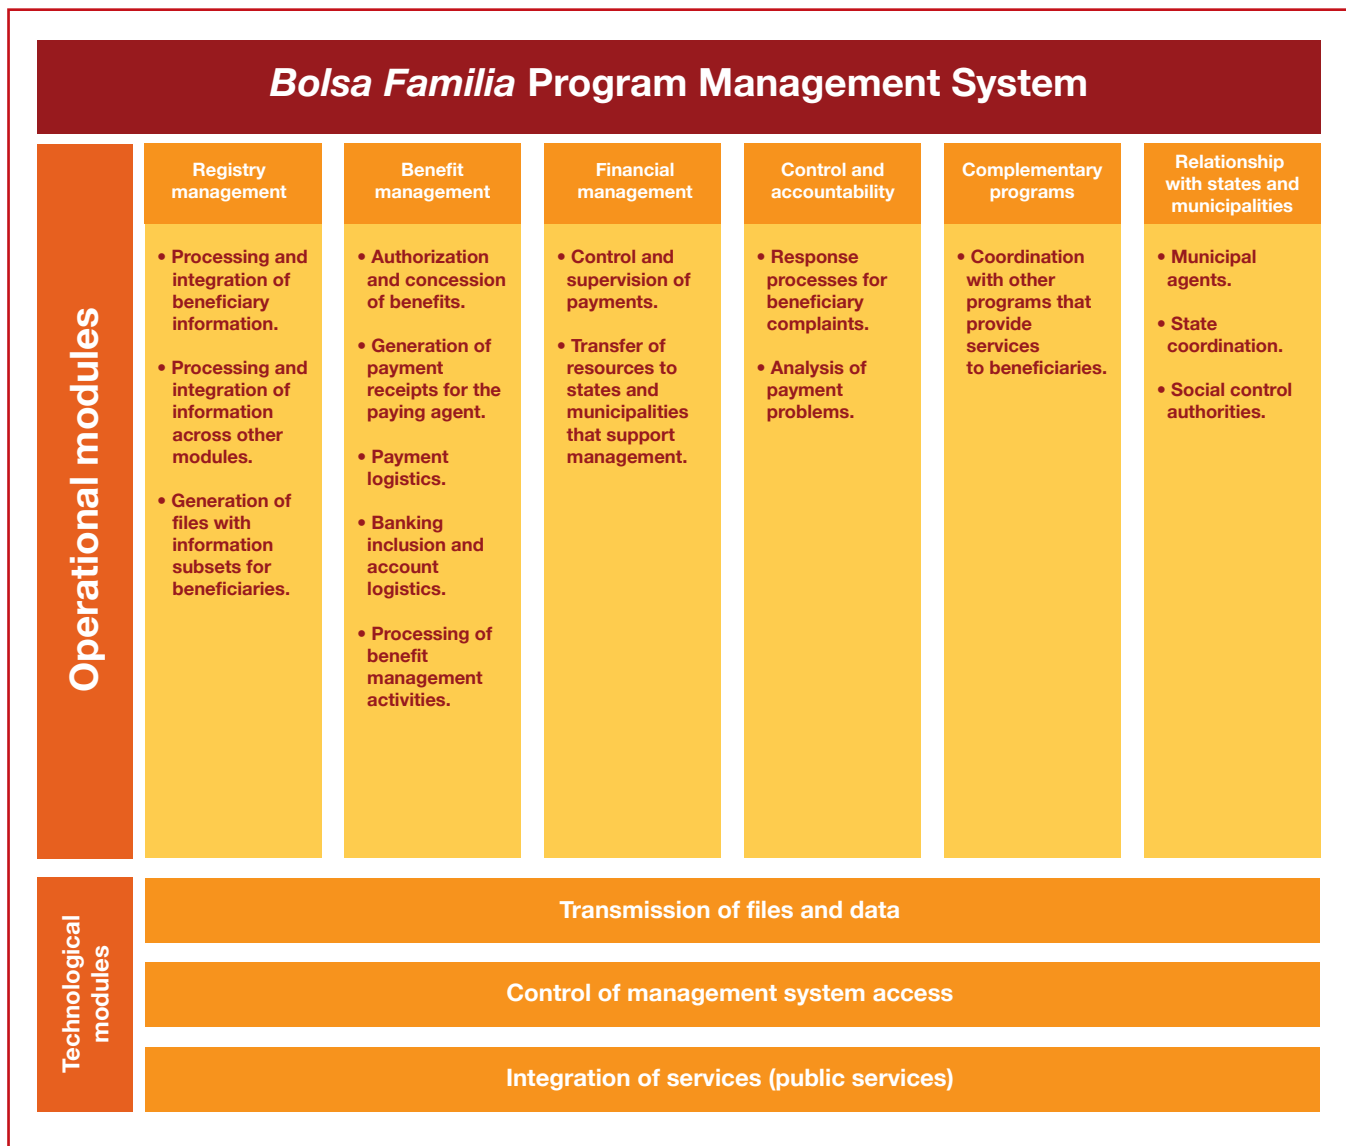 Bolsa Familia Program Management System
Operational modules
Registry
management
• Processing and
integration of
beneficiary
information.
• Processing and
integration of
information
across other
modules.
• Generation of
files with
information
subsets for
beneficiaries.
Benefit
management
• Authorization
and concession
of benefits.
• Generation of
payment
receipts for the
paying agent.
• Payment
logistics.
• Banking
inclusion and
account
logistics.
• Processing of
benefit
management
activities.
Financial
management
• Control and
supervision of
payments.
• Transfer of
resources to
states and
municipalities
that support
management.
Control and
accountability
• Response
processes for
beneficiary
complaints.
• Analysis of
payment
problems.
Complementary
programs
• Coordination
with other
programs that
provide
services
to beneficiaries.
Relationship
with states and
municipalities
• Municipal
agents.
• State
coordination.
• Social control
authorities.
Technological
modules
Transmission of files and data
Control of management system access
Integration of services (public services)